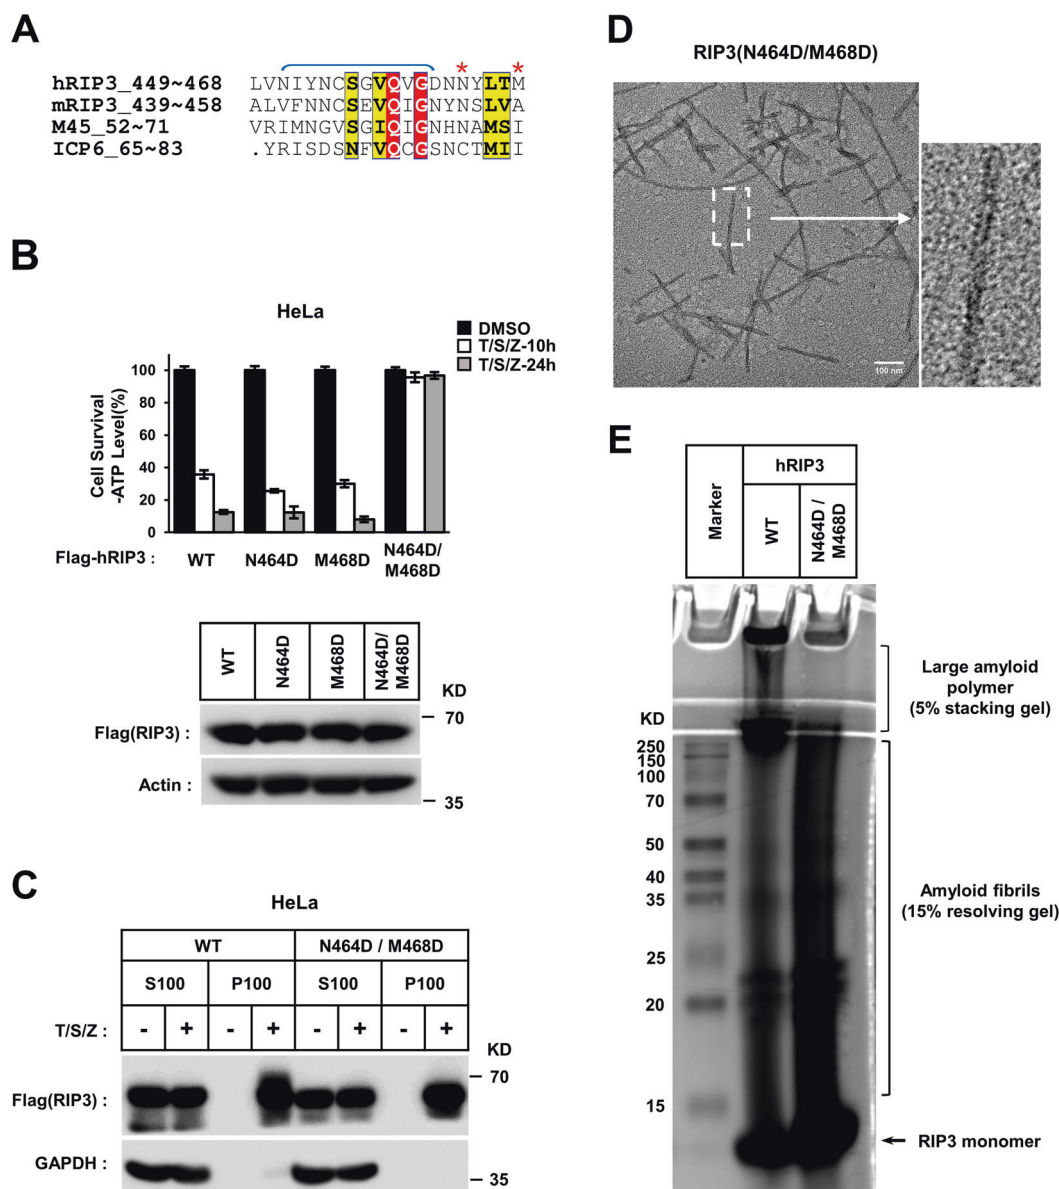 A
* *
hRIP3_449~468 LVNIYNCSGVQVGDNNYLTM
mRIP3_439~458 ALVFNNCSEVQIGNYNSLVA
M45_52~71 VRIMNGVSGIQIGNHNAMSI
ICP6_65~83 .YRISDSNFVQCGSNCTMII
B
HeLa
DMSO
T/S/Z-10h
T/S/Z-24h
Cell Survival
-ATP Level(%)
100
80
60
40
20
0
Flag-hRIP3 : WT N464D M468D N464D/
M468D
WT N464D M468D N464D/
M468D
KD
Flag(RIP3) : 70
Actin : 35
C
HeLa
WT N464D / M468D
S100 P100 S100 P100
T/S/Z : - + - + - + - +
KD
70
Flag(RIP3) :
GAPDH : 35
D
RIP3(N464D/M468D)
100 nm
E
Marker hRIP3
WT N464D /
M468D
Large amyloid
polymer
(5% stacking gel)
KD
250
150
100
70
50
40
35
25
20
15
Amyloid fibrils
(15% resolving gel)
RIP3 monomer